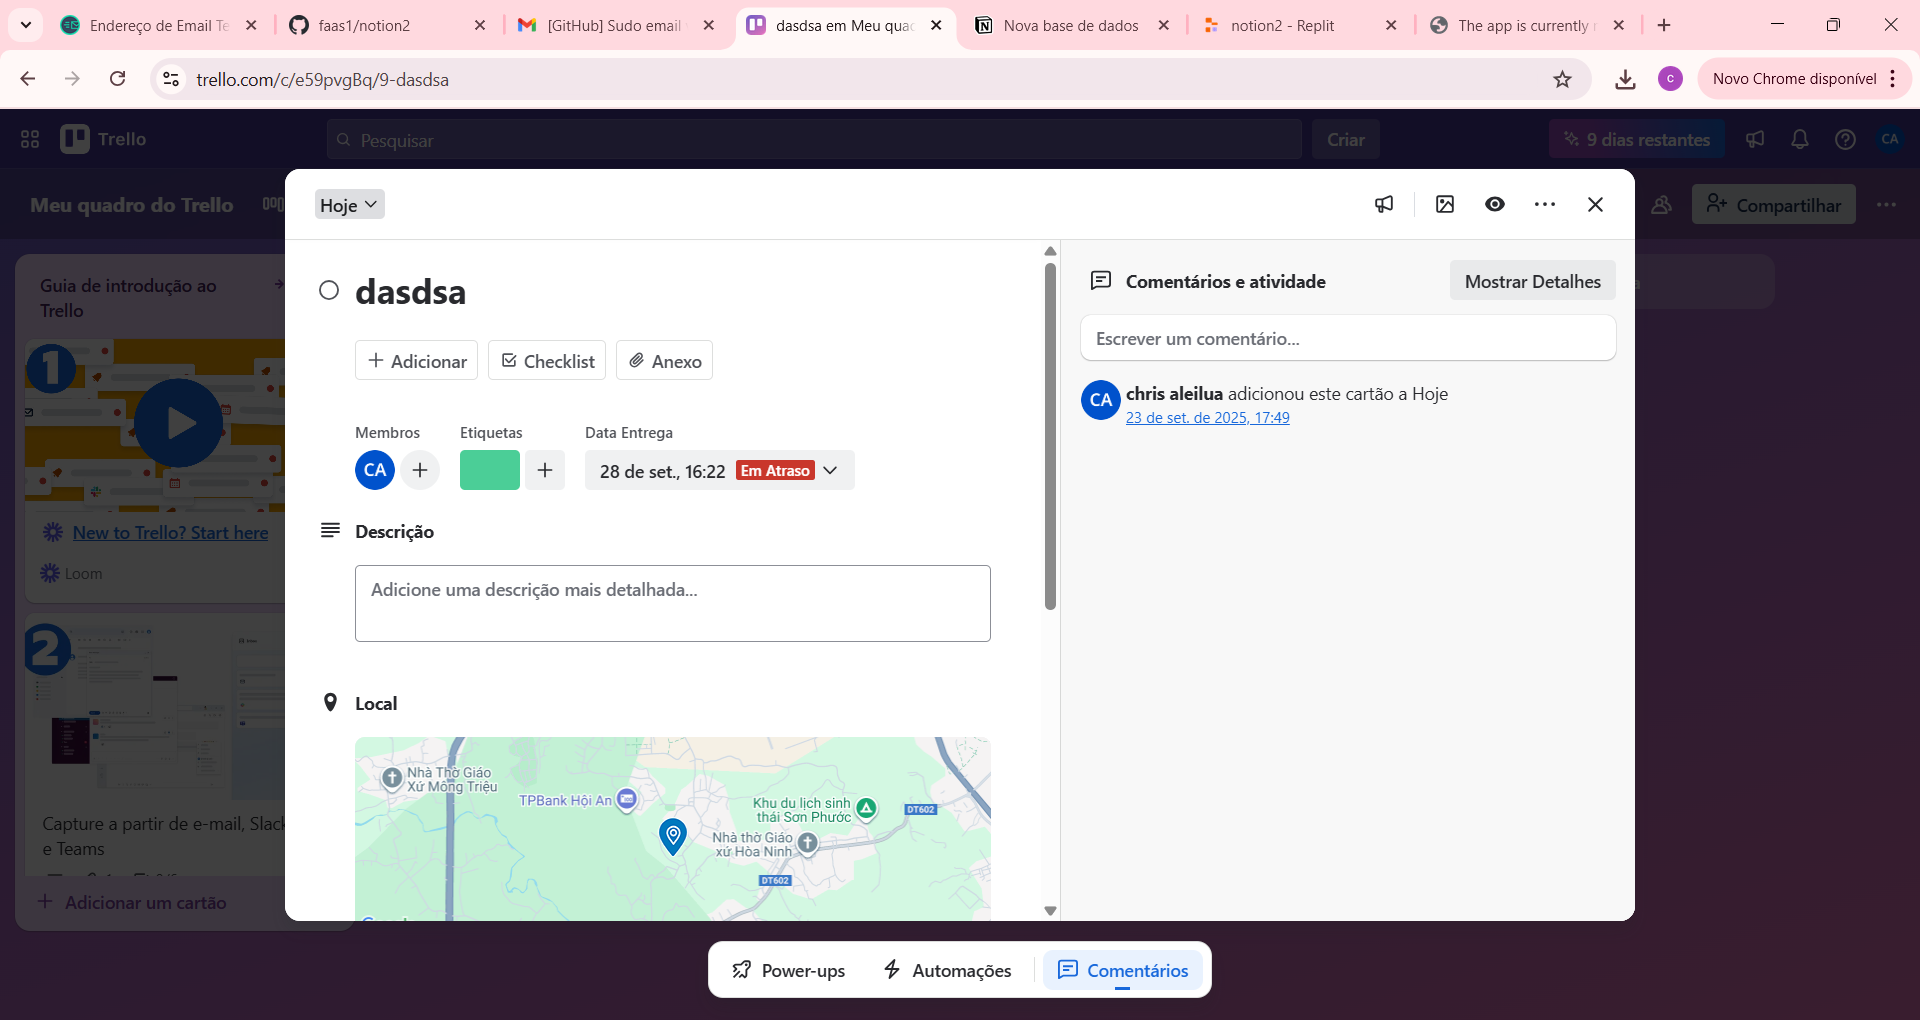 Endereço de Email Te
faas1/notion2
[GitHub] Sudo email
dasdsa em Meu quad
Nova base de dados
notion2 - Replit
The app is currently
trello.com/c/e59pvgBq/9-dasdsa
C
Novo Chrome disponível
Trello
Pesquisar
Criar
9 dias restantes
CA
Meu quadro do Trello
Compartilhar
Hoje
Guia de introdução ao
Trello
1
New to Trello? Start here
Loom
2
Capture a partir de e-mail, Slack
e Teams
Adicionar um cartão
dasdsa
Adicionar
Checklist
Anexo
Membros
Etiquetas
Data Entrega
CA
28 de set., 16:22
Em Atraso
Descrição
Adicione uma descrição mais detalhada...
Local
Nhà Thờ Giáo
Xứ Mông Triệu
TPBank Hội An
Khu du lịch sinh
thái Sơn Phước
DT602
Nhà thờ Giáo
xứ Hòa Ninh
DT602
Comentários e atividade
Mostrar Detalhes
Escrever um comentário...
CA
chris aleilua adicionou este cartão a Hoje
23 de set. de 2025, 17:49
Power-ups
Automações
Comentários